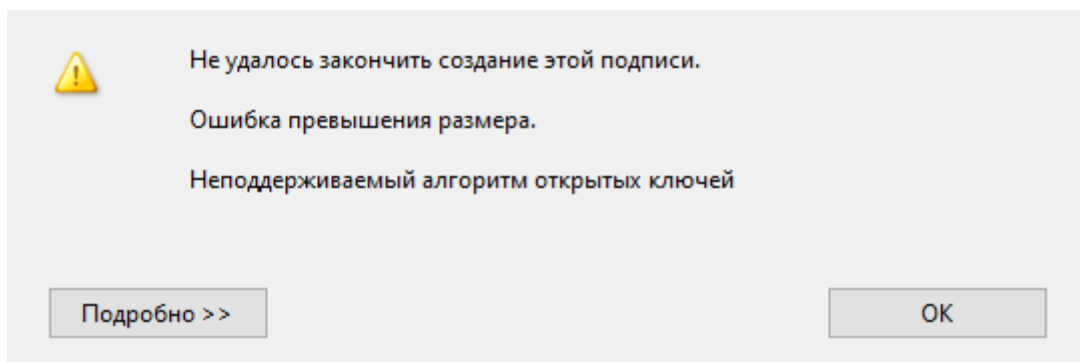 Не удалось закончить создание этой подписи.
Ошибка превышения размера.
Неподдерживаемый алгоритм открытых ключей
Подробно >>
OK